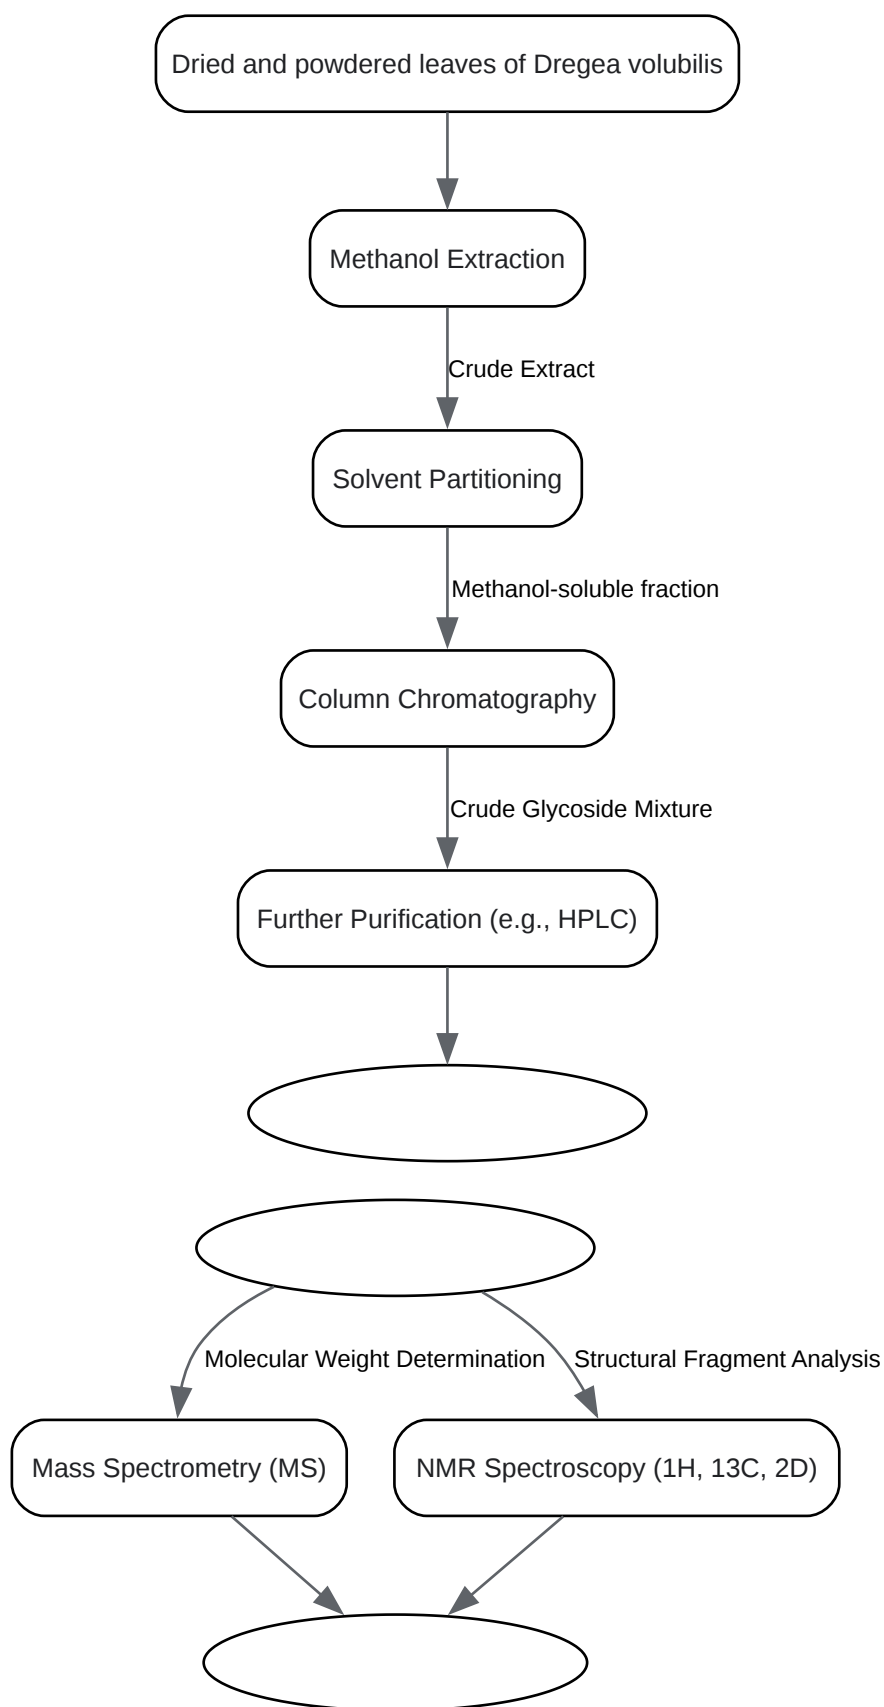 Dried and powdered leaves of Dregea volubilis
Methanol Extraction
Crude Extract
Solvent Partitioning
Methanol-soluble fraction
Column Chromatography
Crude Glycoside Mixture
Further Purification (e.g., HPLC)
Molecular Weight Determination
Structural Fragment Analysis
Mass Spectrometry (MS)
NMR Spectroscopy (1H, 13C, 2D)